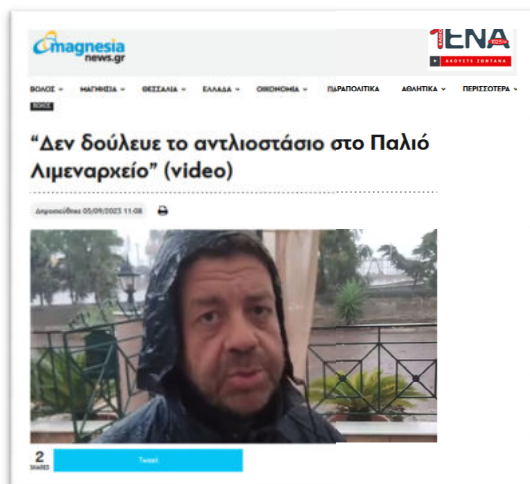 magnesia
news.gr
1ΕΝΑ
ΑΚΟΥΣΤΕ ΖΩΝΤΑΝΑ
ΒΟΛΟΣ ΜΑΓΝΗΣΙΑ ΘΕΣΣΑΛΙΑ ΕΛΛΑΔΑ ΟΙΚΟΝΟΜΙΑ ΠΑΡΑΠΟΛΙΤΙΚΑ ΑΘΛΗΤΙΚΑ ΠΕΡΙΣΣΟΤΕΡΑ
ΒΟΛΟΣ
“Δεν δούλευε το αντλιοστάσιο στο Παλιό
Λιμεναρχείο” (video)
Δημοσιεύθηκε 05/09/2023 11:08
2
SHARES
Tweet